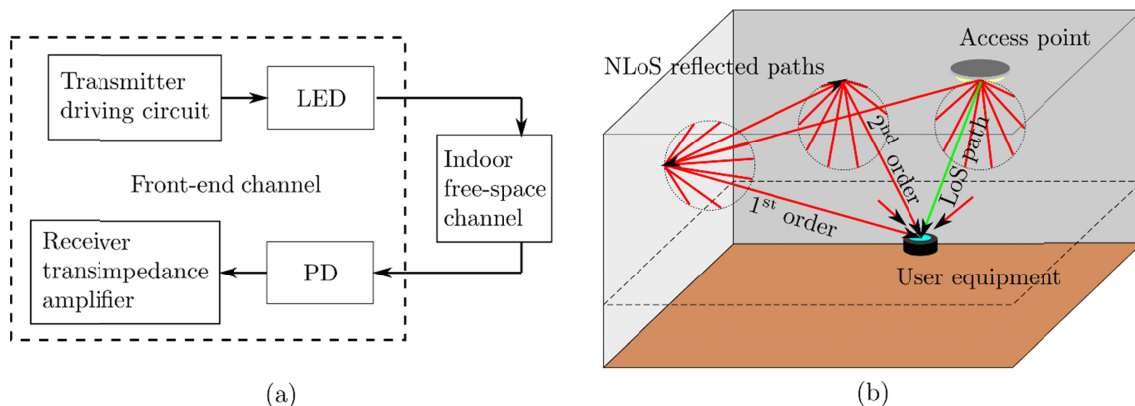 Transmitter
driving circuit
LED
Front-end channel
Indoor
free-space
channel
Receiver
transimpedance
amplifier
PD
(a)
Access point
NLoS reflected paths
2nd order
LoS path
1st order
User equipment
(b)